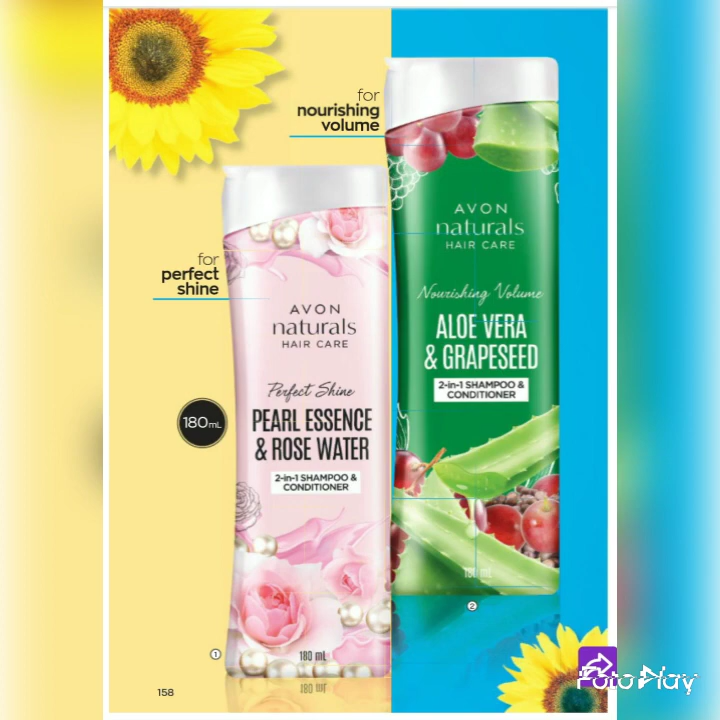 for
nourishing
volume
for
perfect
shine
180mL
AVON
naturals
HAIR CARE
Perfect Shine
PEARL ESSENCE
& ROSE WATER
2-in-1 SHAMPOO &
CONDITIONER
180 mL
AVON
naturals
HAIR CARE
Nourishing Volume
ALOE VERA
& GRAPESEED
2-in-1 SHAMPOO &
CONDITIONER
180 mL
1
2
158
FotoPlay